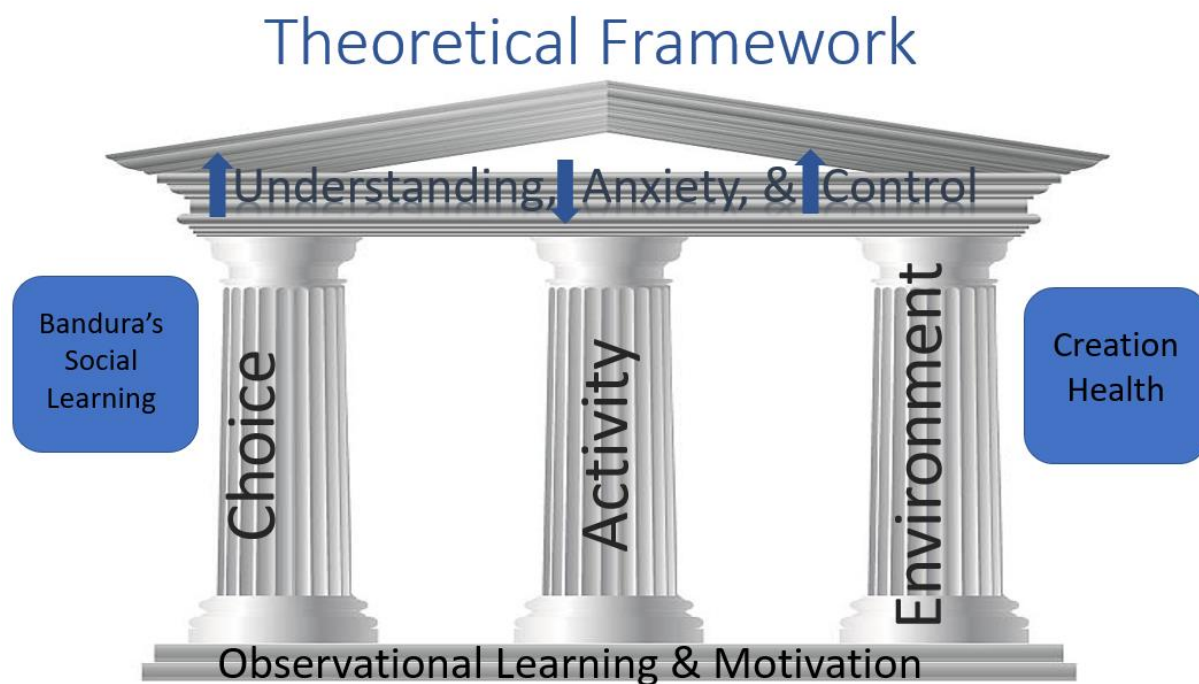 Theoretical Framework
Understanding, Anxiety, & Control
Bandura's
Social
Learning
Choice
Activity
Environment
Creation
Health
Observational Learning & Motivation